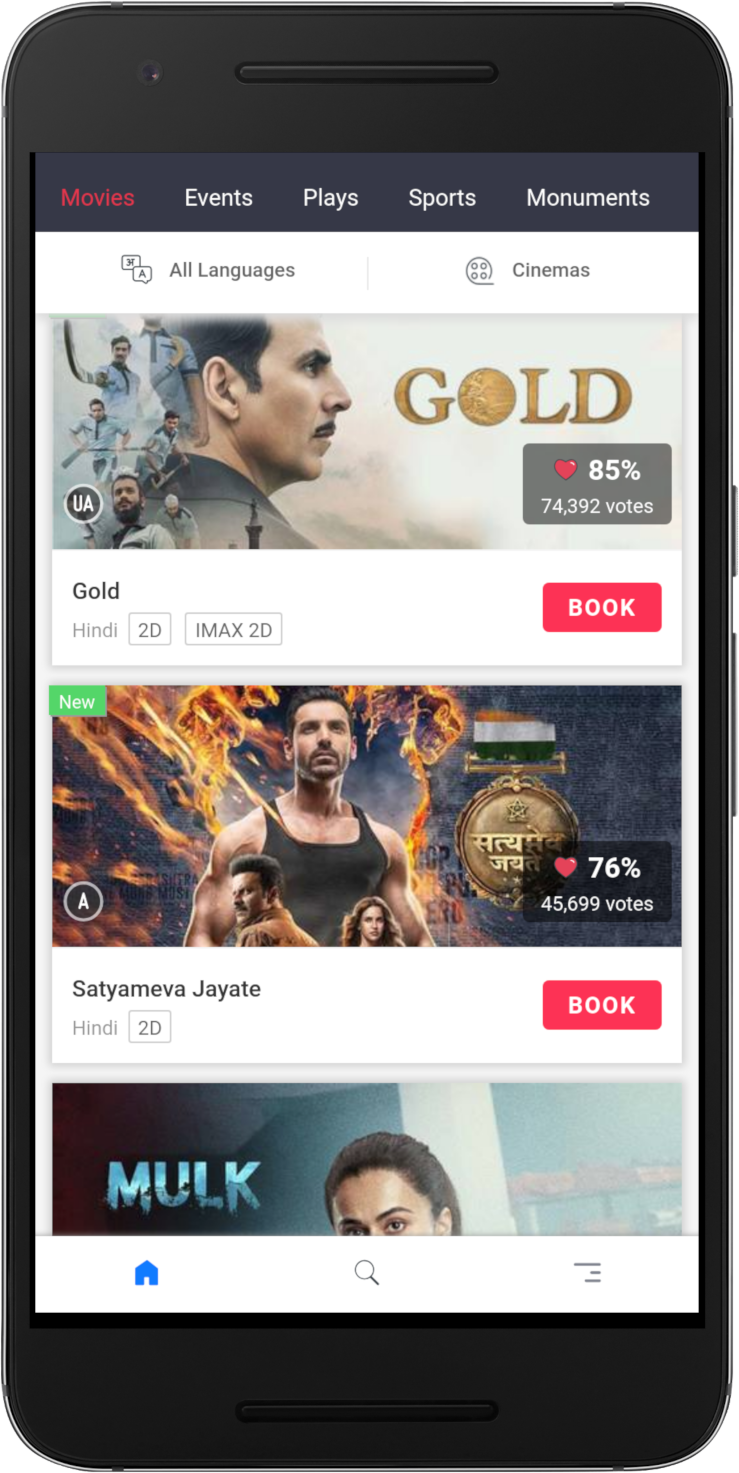 Movies Events Plays Sports Monuments
अ A All Languages Cinemas
GOLD
85%
UA 74,392 votes
Gold
BOOK
Hindi 2D IMAX 2D
New
सत्यमेव
जयते 76%
A 45,699 votes
Satyameva Jayate
BOOK
Hindi 2D
MULK